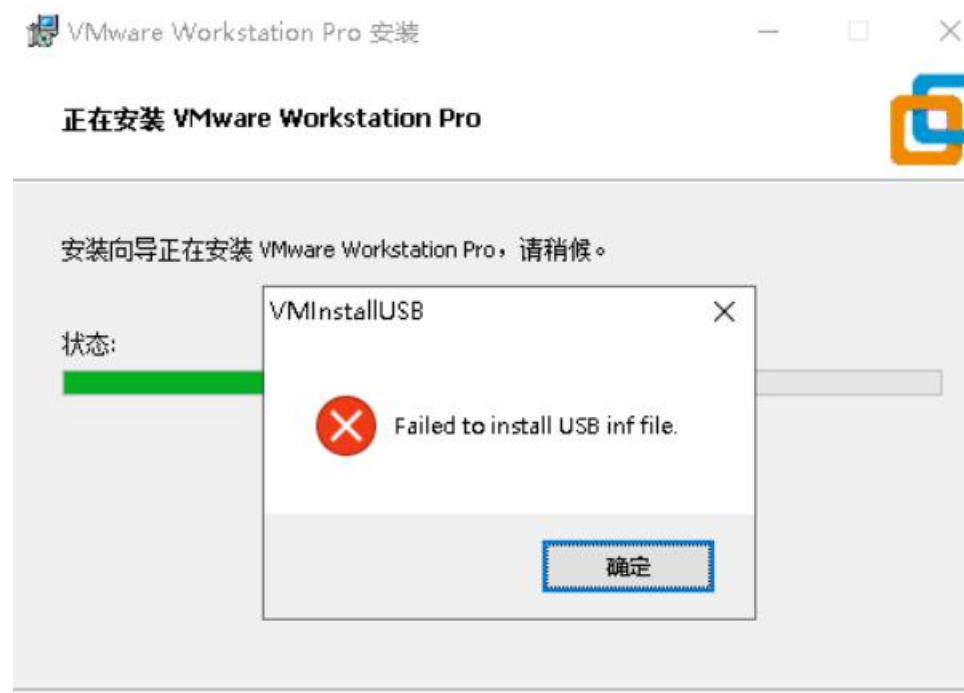 VMware Workstation Pro 安装
正在安装 VMware Workstation Pro
安装向导正在安装 VMware Workstation Pro，请稍候。
VMInstallUSB
状态:
Failed to install USB inf file.
确定